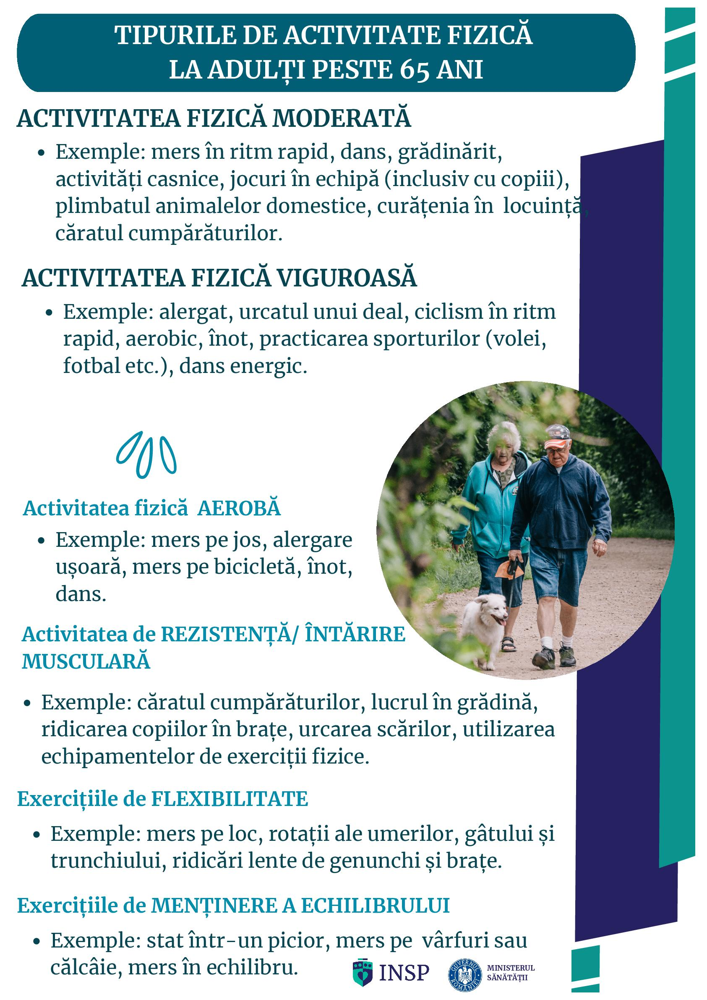 TIPURILE DE ACTIVITATE FIZICĂ
LA ADULȚI PESTE 65 ANI
ACTIVITATEA FIZICĂ MODERATĂ
• Exemple: mers în ritm rapid, dans, grădinărit,
activități casnice, jocuri în echipă (inclusiv cu copiii),
plimbatul animalelor domestice, curățenia în locuință,
căratul cumpărăturilor.
ACTIVITATEA FIZICĂ VIGUROASĂ
• Exemple: alergat, urcatul unui deal, ciclism în ritm
rapid, aerobic, înot, practicarea sporturilor (volei,
fotbal etc.), dans energic.
Activitatea fizică AEROBĂ
• Exemple: mers pe jos, alergare
ușoară, mers pe bicicletă, înot,
dans.
Activitatea de REZISTENȚĂ/ ÎNTĂRIRE
MUSCULARĂ
• Exemple: căratul cumpărăturilor, lucrul în grădină,
ridicarea copiilor în brațe, urcarea scărilor, utilizarea
echipamentelor de exerciții fizice.
Exercițiile de FLEXIBILITATE
• Exemple: mers pe loc, rotații ale umerilor, gâtului și
trunchiului, ridicări lente de genunchi și brațe.
Exercițiile de MENȚINERE A ECHILIBRULUI
• Exemple: stat într-un picior, mers pe vârfuri sau
călcâie, mers în echilibru.
INSP
GUVERNUL ROMÂNIEI
MINISTERUL
SĂNĂTĂȚII